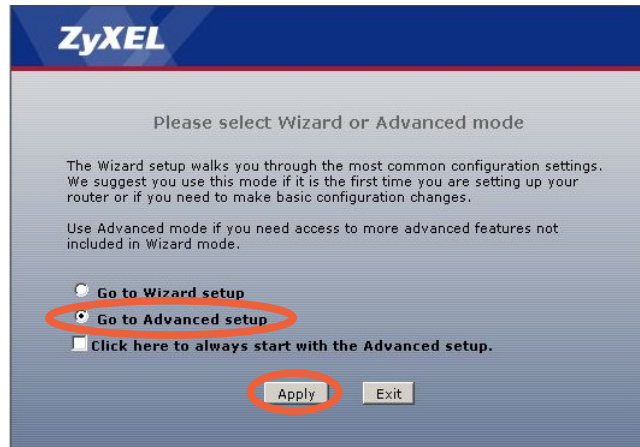 ZyXEL
Please select Wizard or Advanced mode
The Wizard setup walks you through the most common configuration settings.
We suggest you use this mode if it is the first time you are setting up your
router or if you need to make basic configuration changes.
Use Advanced mode if you need access to more advanced features not
included in Wizard mode.
Go to Wizard setup
Go to Advanced setup
Click here to always start with the Advanced setup.
Apply Exit